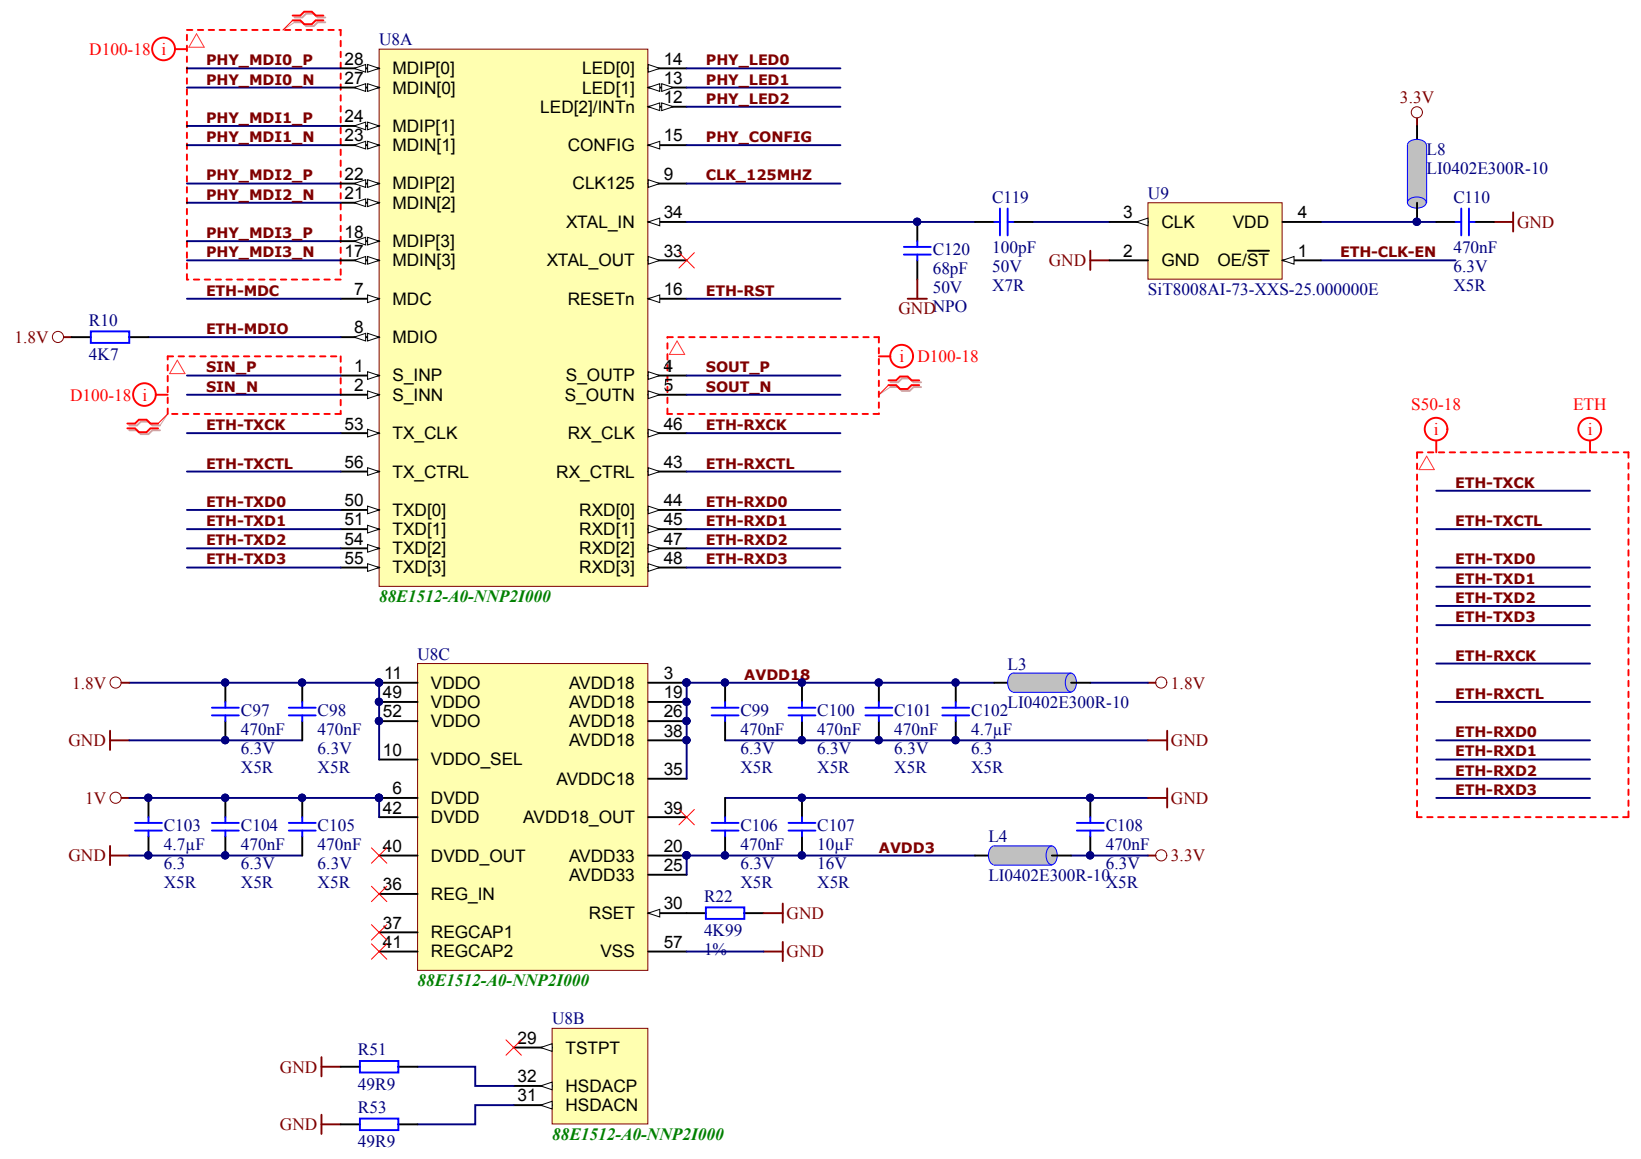 D100-18
i
U8A
PHY_MDI0_P 28 MDIP[0] LED[0] 14 PHY_LED0
PHY_MDI0_N 27 MDIN[0] LED[1] 13 PHY_LED1
LED[2]/INTn 12 PHY_LED2
PHY_MDI1_P 24 MDIP[1]
PHY_MDI1_N 23 MDIN[1] CONFIG 15 PHY_CONFIG
PHY_MDI2_P 22 MDIP[2] CLK125 9 CLK_125MHZ
PHY_MDI2_N 21 MDIN[2]
XTAL_IN 34
PHY_MDI3_P 18 MDIP[3]
PHY_MDI3_N 17 MDIN[3] XTAL_OUT 33
ETH-MDC 7 MDC RESETn 16 ETH-RST
1.8V R10 4K7 ETH-MDIO 8 MDIO
D100-18
i
SIN_P 1 S_INP S_OUTP 4 SOUT_P
SIN_N 2 S_INN S_OUTN 5 SOUT_N
i
D100-18
ETH-TXCK 53 TX_CLK RX_CLK 46 ETH-RXCK
ETH-TXCTL 56 TX_CTRL RX_CTRL 43 ETH-RXCTL
ETH-TXD0 50 TXD[0] RXD[0] 44 ETH-RXD0
ETH-TXD1 51 TXD[1] RXD[1] 45 ETH-RXD1
ETH-TXD2 54 TXD[2] RXD[2] 47 ETH-RXD2
ETH-TXD3 55 TXD[3] RXD[3] 48 ETH-RXD3
88E1512-A0-NNP2I000
C120
68pF
50V
NPO
GND
C119
100pF
50V
X7R
U9
3 CLK VDD 4
GND 2 GND OE/ST 1 ETH-CLK-EN
SiT8008AI-73-XXS-25.000000E
3.3V
L8
LI0402E300R-10
C110
470nF
6.3V
X5R
GND
S50-18
i
ETH
i
ETH-TXCK
ETH-TXCTL
ETH-TXD0
ETH-TXD1
ETH-TXD2
ETH-TXD3
ETH-RXCK
ETH-RXCTL
ETH-RXD0
ETH-RXD1
ETH-RXD2
ETH-RXD3
U8C
1.8V
11 VDDO AVDD18 3 AVDD18
49 VDDO AVDD18 19
52 VDDO AVDD18 26
AVDD18 38
10 VDDO_SEL
AVDDC18 35
6 DVDD
42 DVDD AVDD18_OUT 39
40 DVDD_OUT AVDD33 20 AVDD3
AVDD33 25
36 REG_IN
RSET 30
37 REGCAP1
41 REGCAP2 VSS 57
88E1512-A0-NNP2I000
C97
470nF
6.3V
X5R
C98
470nF
6.3V
X5R
GND
1V
C103
4.7µF
6.3
X5R
C104
470nF
6.3V
X5R
C105
470nF
6.3V
X5R
GND
C99
470nF
6.3V
X5R
C100
470nF
6.3V
X5R
C101
470nF
6.3V
X5R
C102
4.7µF
6.3
X5R
L3
LI0402E300R-10
1.8V
GND
GND
C106
470nF
6.3V
X5R
C107
10µF
16V
X5R
L4
LI0402E300R-10
C108
470nF
6.3V
X5R
3.3V
R22
4K99
1%
GND
GND
U8B
29 TSTPT
32 HSDACP
31 HSDACN
88E1512-A0-NNP2I000
GND
R51
49R9
GND
R53
49R9